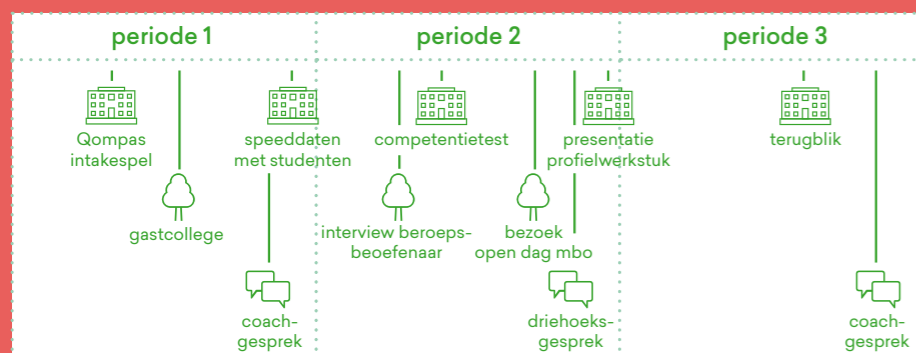 periode 1
periode 2
periode 3
Qompas
intakespel
speeddaten
met studenten
competentietest
presentatie
profielwerkstuk
terugblik
gastcollege
interview beroeps-
beoefenaar
bezoek
open dag mbo
coach-
gesprek
driehoeks-
gesprek
coach-
gesprek